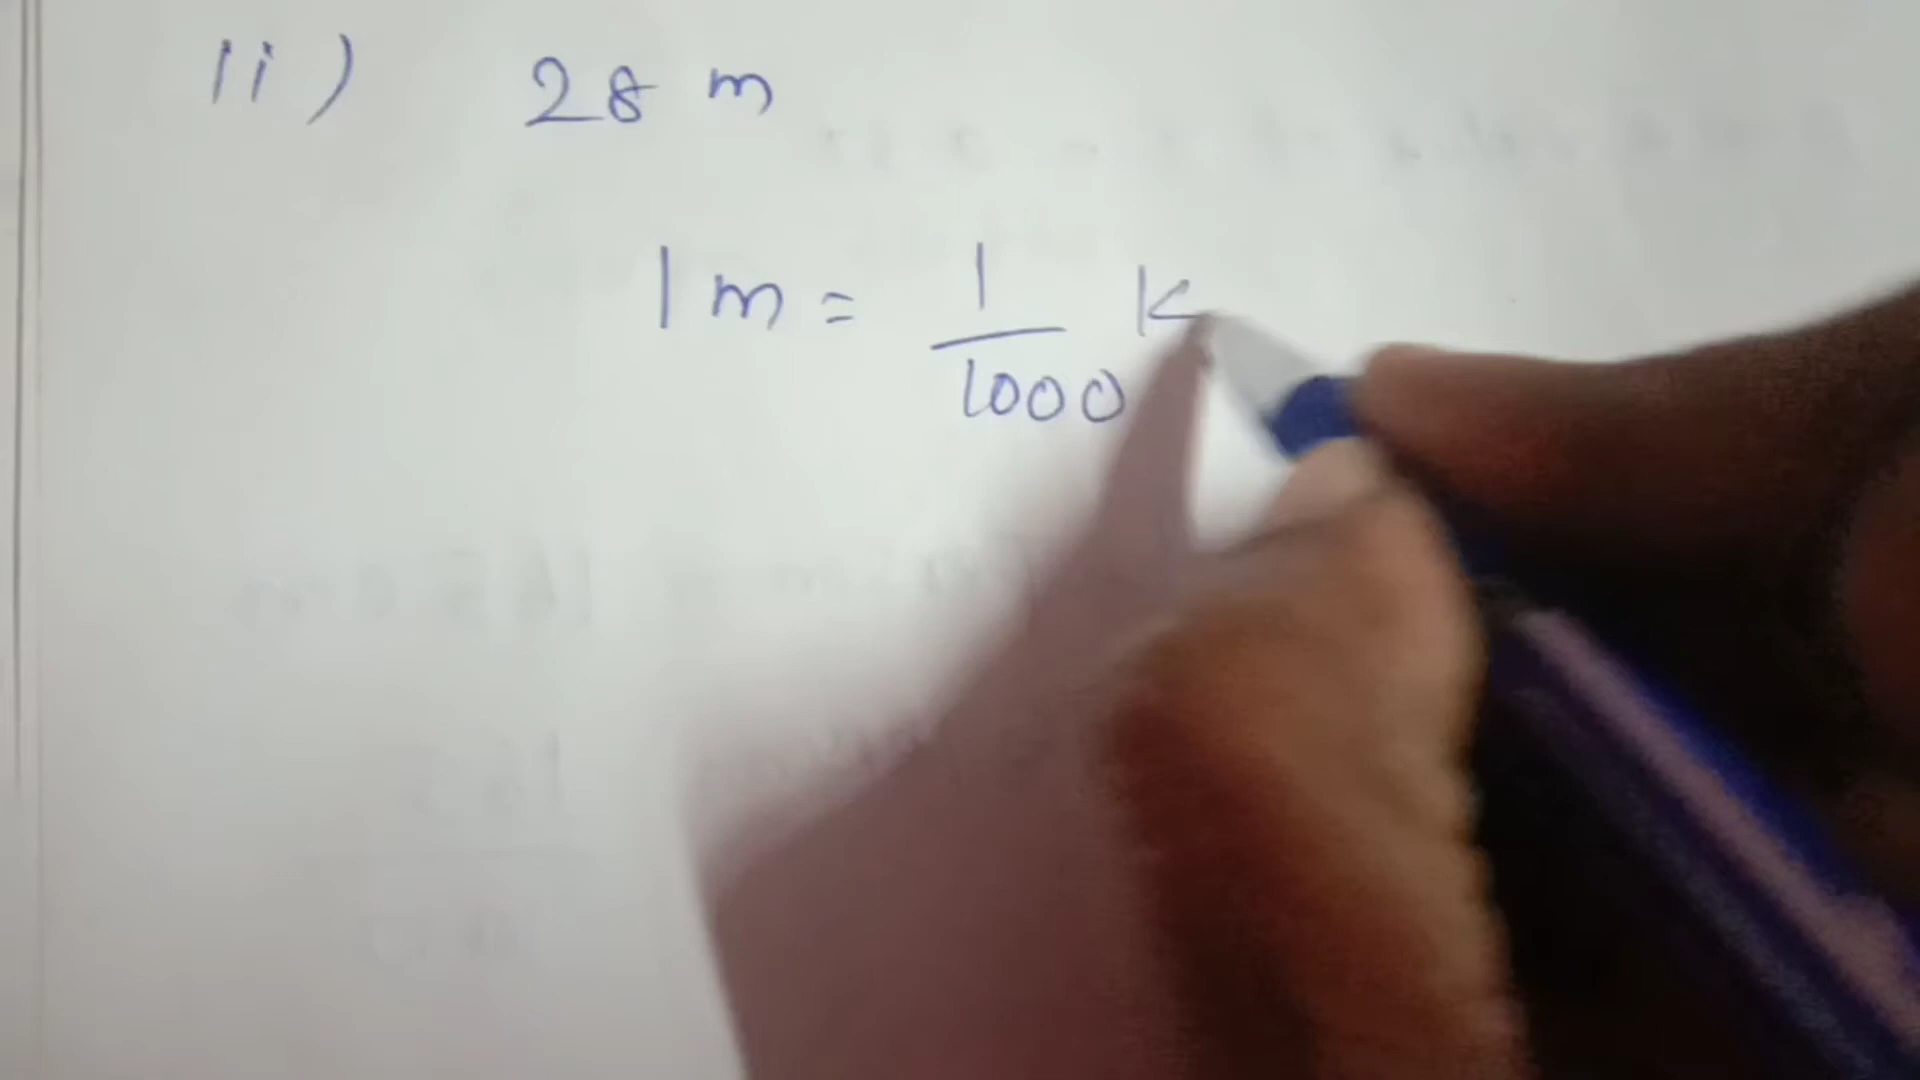 ii) 28 m
1 m = 1/1000 k